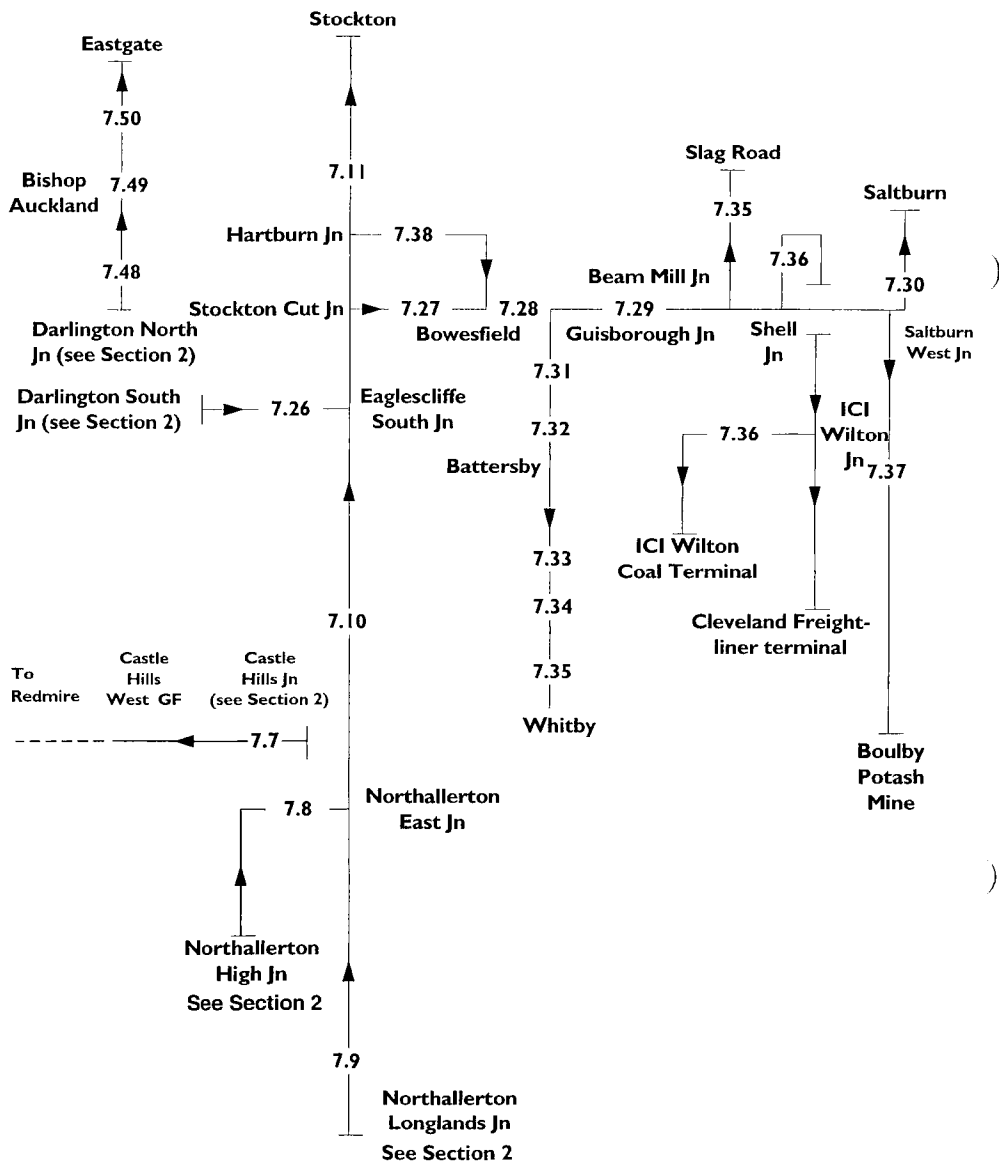 Stockton
Eastgate
7.50
7.11
Slag Road
Bishop
Auckland
7.49
7.35
Saltburn
Hartburn Jn
7.38
7.36
7.48
Beam Mill Jn
7.30
Stockton Cut Jn
7.27
7.28
7.29
Bowesfield
Guisborough Jn
Shell
Jn
Saltburn
West Jn
Darlington North
Jn (see Section 2)
7.31
Darlington South
Jn (see Section 2)
7.26
Eaglescliffe
South Jn
7.32
ICI
Wilton
Jn
7.36
Battersby
7.37
ICI Wilton
Coal Terminal
7.33
7.34
7.10
Cleveland Freight-
liner terminal
To
Redmire
Castle
Hills
West GF
Castle
Hills Jn
(see Section 2)
7.35
Whitby
7.7
Boulby
Potash
Mine
7.8
Northallerton
East Jn
Northallerton
High Jn
See Section 2
7.9
Northallerton
Longlands Jn
See Section 2